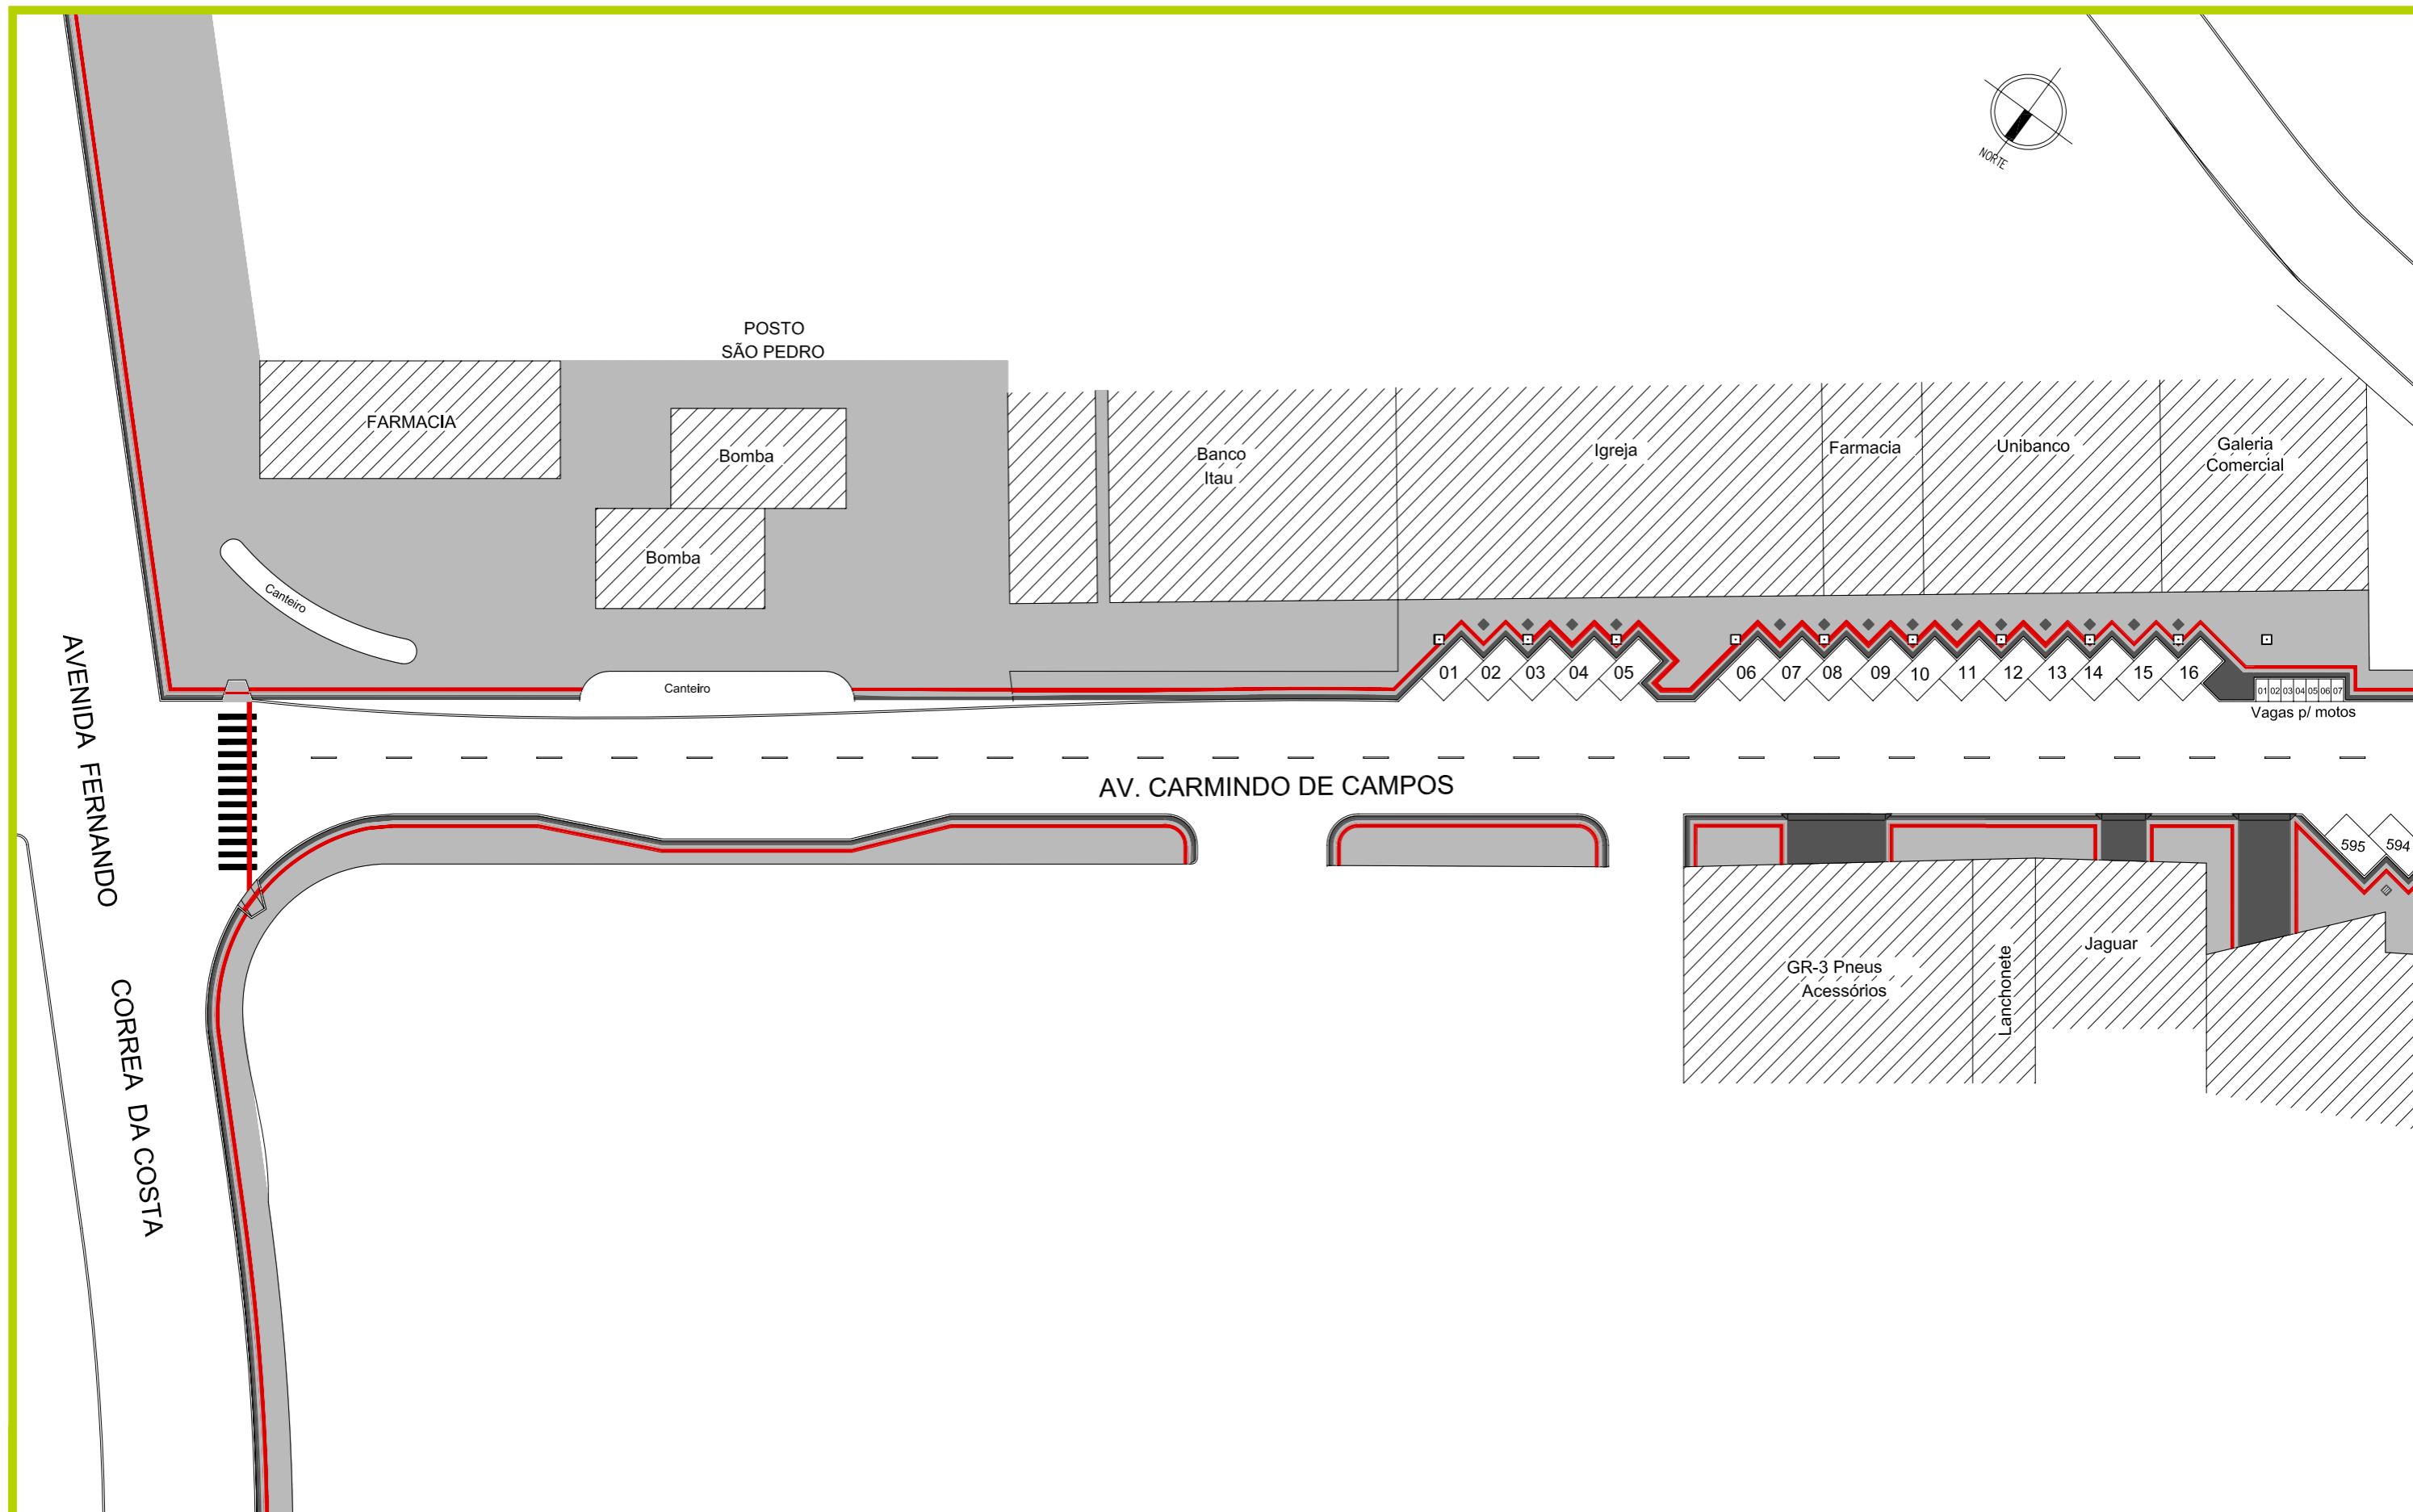 NORTE
POSTO
SÃO PEDRO
FARMACIA
Bomba
Bomba
Canteiro
Canteiro
Banco
Itau
Igreja
Farmacia
Unibanco
Galeria
Comercial
01 02 03 04 05 06 07 08 09 10 11 12 13 14 15 16
01 02 03 04 05 06 07
Vagas p/ motos
AV. CARMINDO DE CAMPOS
AVENIDA FERNANDO CORREA DA COSTA
595 594
GR-3 Pneus
Acessórios
Lanchonete
Jaguar